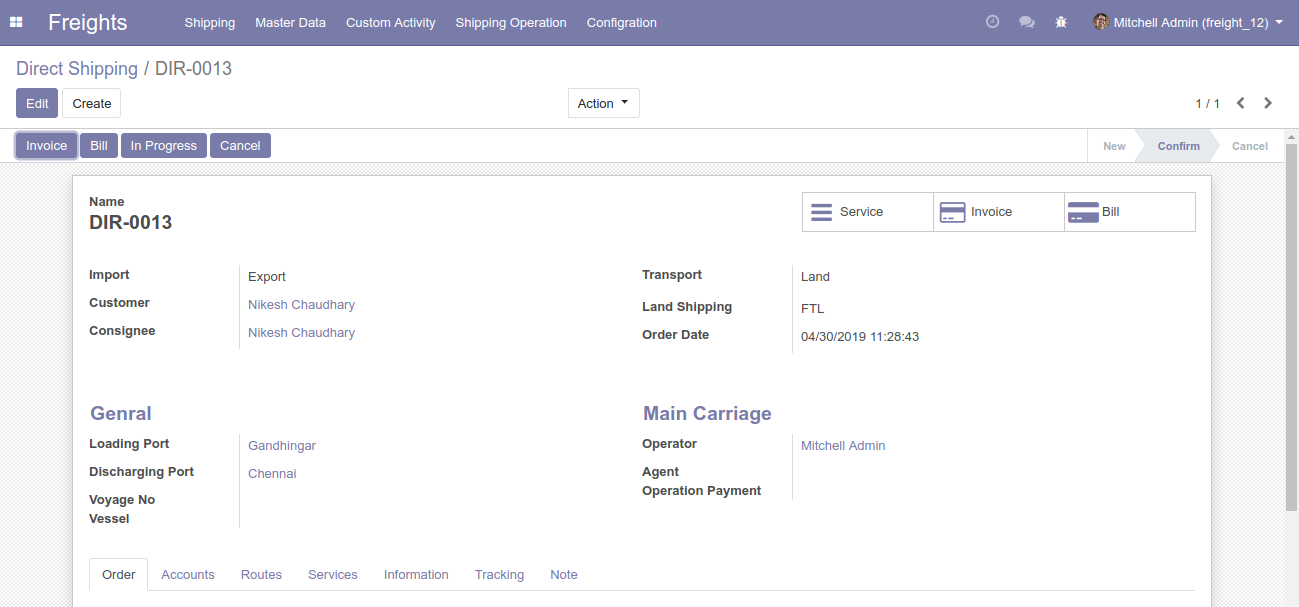 Freights Shipping Master Data Custom Activity Shipping Operation Configration Mitchell Admin (freight_12)
Direct Shipping / DIR-0013
Edit Create Action 1 / 1
Invoice Bill In Progress Cancel New Confirm Cancel
Name
DIR-0013
Service Invoice Bill
Import Export Transport Land
Customer Nikesh Chaudhary Land Shipping FTL
Consignee Nikesh Chaudhary Order Date 04/30/2019 11:28:43
Genral Main Carriage
Loading Port Gandhingar Operator Mitchell Admin
Discharging Port Chennai Agent
Voyage No Operation Payment
Vessel
Order Accounts Routes Services Information Tracking Note